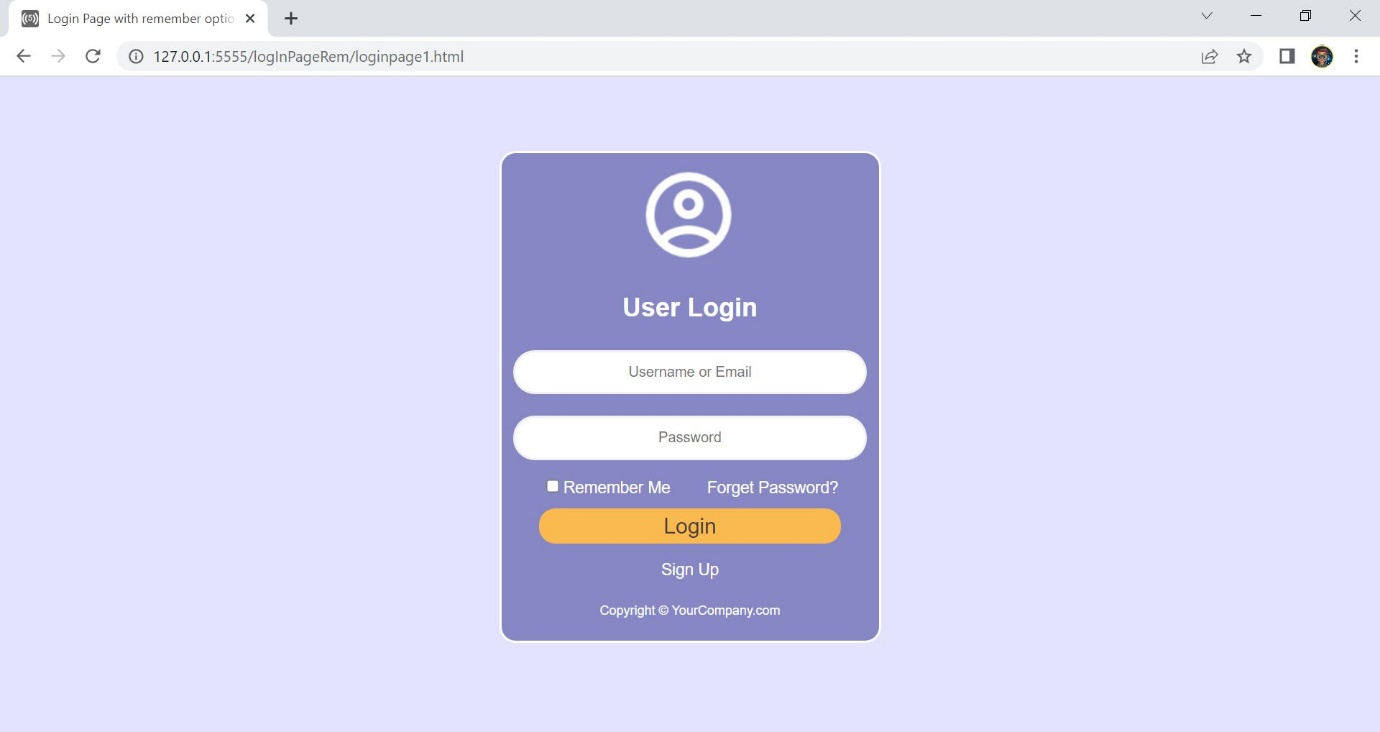 Login Page with remember optio
127.0.0.1:5555/logInPageRem/loginpage1.html
User Login
Username or Email
Password
Remember Me Forget Password?
Login
Sign Up
Copyright © YourCompany.com